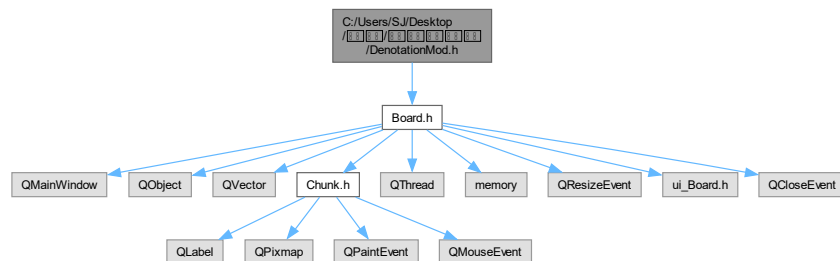 C:/Users/SJ/Desktop
/DenotationMod.h
Board.h
QMainWindow
QObject
QVector
Chunk.h
QThread
memory
QResizeEvent
ui_Board.h
QCloseEvent
QLabel
QPixmap
QPaintEvent
QMouseEvent